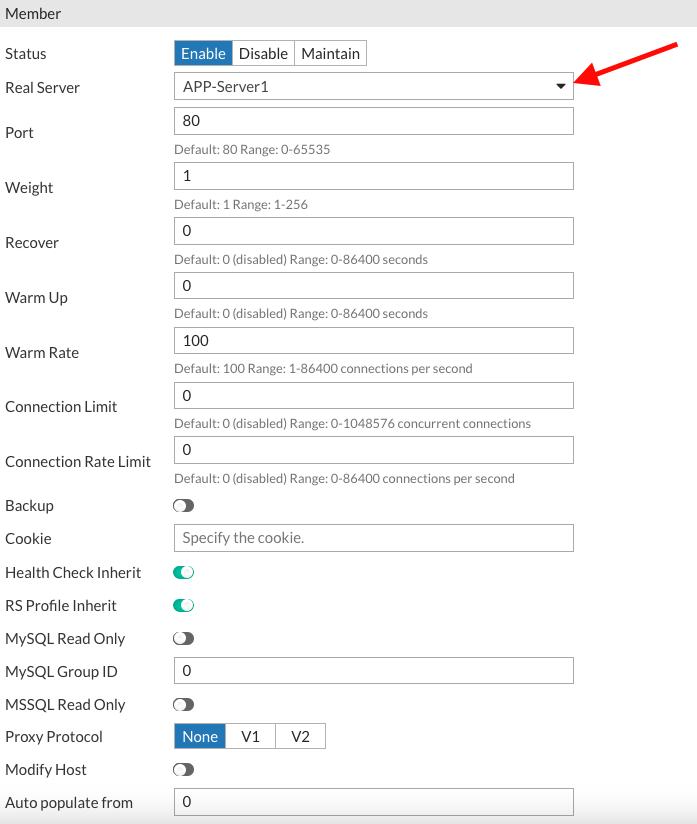 Member
Status Enable Disable Maintain
Real Server APP-Server1
Port 80
Default: 80 Range: 0-65535
Weight 1
Default: 1 Range: 1-256
Recover 0
Default: 0 (disabled) Range: 0-86400 seconds
Warm Up 0
Default: 0 (disabled) Range: 0-86400 seconds
Warm Rate 100
Default: 100 Range: 1-86400 connections per second
Connection Limit 0
Default: 0 (disabled) Range: 0-1048576 concurrent connections
Connection Rate Limit 0
Default: 0 (disabled) Range: 0-86400 connections per second
Backup
Cookie Specify the cookie.
Health Check Inherit
RS Profile Inherit
MySQL Read Only
MySQL Group ID 0
MSSQL Read Only
Proxy Protocol None V1 V2
Modify Host
Auto populate from 0